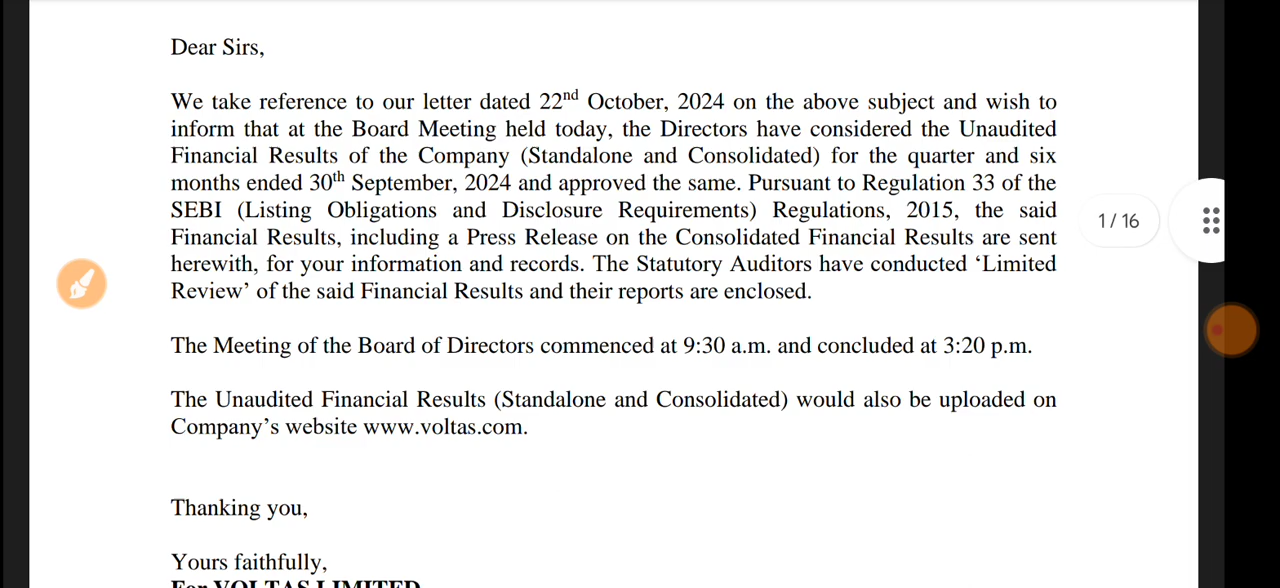 Dear Sirs,
We take reference to our letter dated 22nd October, 2024 on the above subject and wish to
inform that at the Board Meeting held today, the Directors have considered the Unaudited
Financial Results of the Company (Standalone and Consolidated) for the quarter and six
months ended 30th September, 2024 and approved the same. Pursuant to Regulation 33 of the
SEBI (Listing Obligations and Disclosure Requirements) Regulations, 2015, the said
Financial Results, including a Press Release on the Consolidated Financial Results are sent
herewith, for your information and records. The Statutory Auditors have conducted ‘Limited
Review’ of the said Financial Results and their reports are enclosed.
The Meeting of the Board of Directors commenced at 9:30 a.m. and concluded at 3:20 p.m.
The Unaudited Financial Results (Standalone and Consolidated) would also be uploaded on
Company’s website www.voltas.com.
Thanking you,
Yours faithfully,
For VOLTAS LIMITED
1 / 16